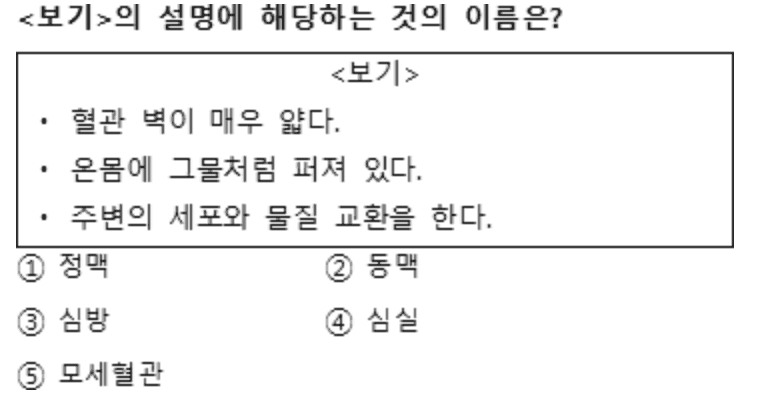 <보기>의 설명에 해당하는 것의 이름은?
<보기>
· 혈관 벽이 매우 얇다.
· 온몸에 그물처럼 퍼져 있다.
· 주변의 세포와 물질 교환을 한다.
① 정맥 ② 동맥
③ 심방 ④ 심실
⑤ 모세혈관